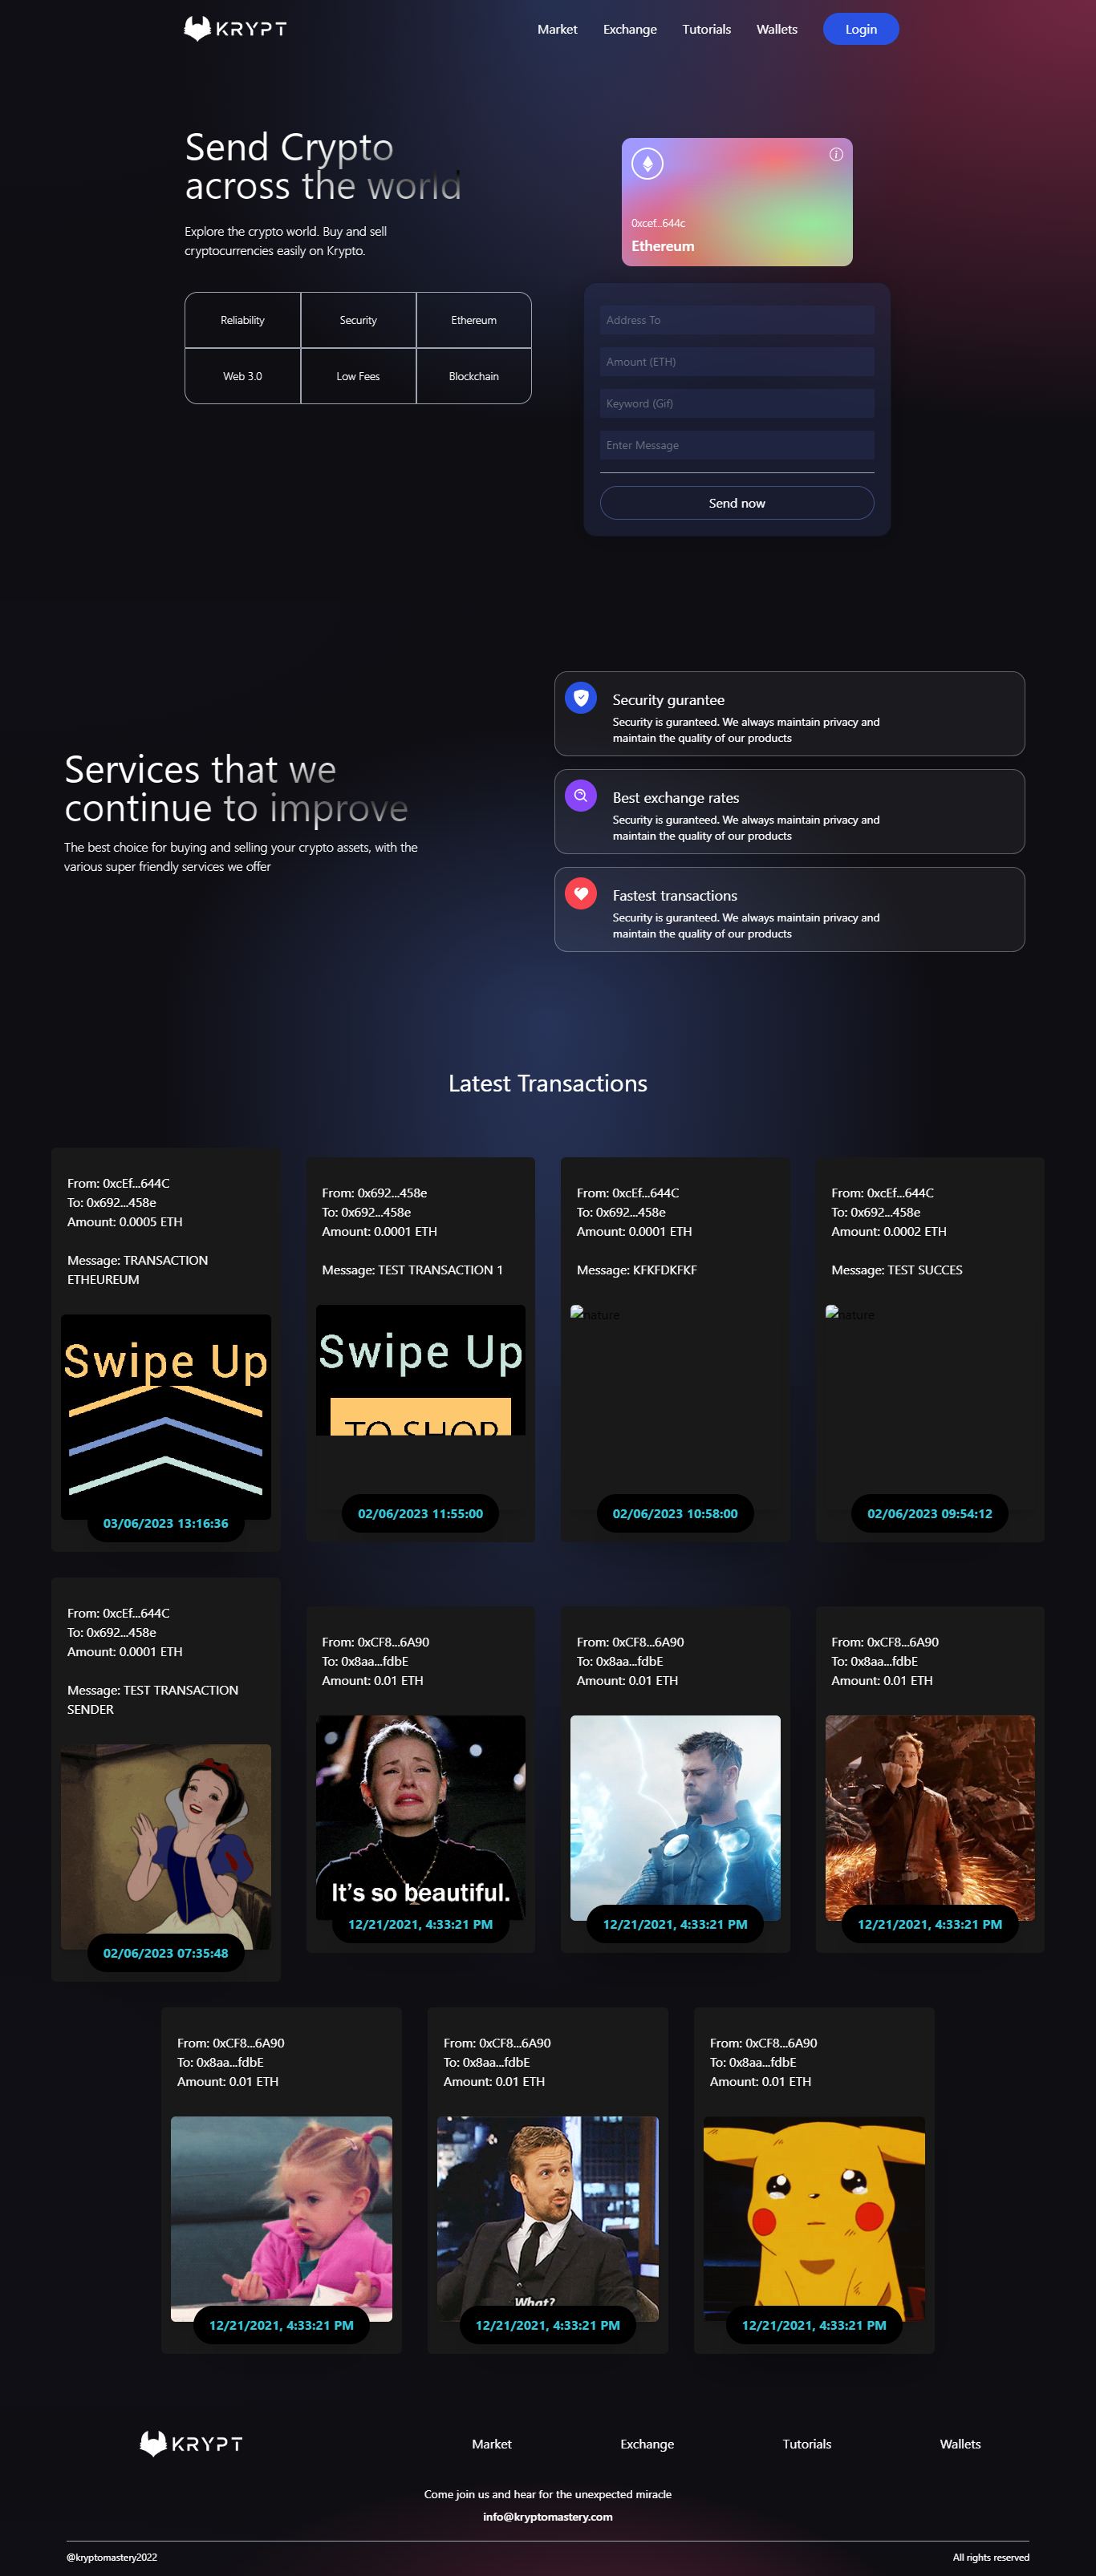 KRYPT
Market
Exchange
Tutorials
Wallets
Login
Send Crypto
across the world
Explore the crypto world. Buy and sell
cryptocurrencies easily on Krypto.
Reliability
Security
Ethereum
Web 3.0
Low Fees
Blockchain
0xcef...644c
Ethereum
Address To
Amount (ETH)
Keyword (Gif)
Enter Message
Send now
Services that we
continue to improve
The best choice for buying and selling your crypto assets, with the
various super friendly services we offer
Security gurantee
Security is guranteed. We always maintain privacy and
maintain the quality of our products
Best exchange rates
Security is guranteed. We always maintain privacy and
maintain the quality of our products
Fastest transactions
Security is guranteed. We always maintain privacy and
maintain the quality of our products
Latest Transactions
From: 0xcEf...644C
To: 0x692...458e
Amount: 0.0005 ETH
Message: TRANSACTION
ETHEUREUM
Swipe Up
03/06/2023 13:16:36
From: 0x692...458e
To: 0x692...458e
Amount: 0.0001 ETH
Message: TEST TRANSACTION 1
Swipe Up
TO SHOP
02/06/2023 11:55:00
From: 0xcEf...644C
To: 0x692...458e
Amount: 0.0001 ETH
Message: KFKFDKFKF
nature
02/06/2023 10:58:00
From: 0xcEf...644C
To: 0x692...458e
Amount: 0.0002 ETH
Message: TEST SUCCES
nature
02/06/2023 09:54:12
From: 0xcEf...644C
To: 0x692...458e
Amount: 0.0001 ETH
Message: TEST TRANSACTION
SENDER
02/06/2023 07:35:48
From: 0xCF8...6A90
To: 0x8aa...fdbE
Amount: 0.01 ETH
It's so beautiful.
12/21/2021, 4:33:21 PM
From: 0xCF8...6A90
To: 0x8aa...fdbE
Amount: 0.01 ETH
12/21/2021, 4:33:21 PM
From: 0xCF8...6A90
To: 0x8aa...fdbE
Amount: 0.01 ETH
12/21/2021, 4:33:21 PM
From: 0xCF8...6A90
To: 0x8aa...fdbE
Amount: 0.01 ETH
12/21/2021, 4:33:21 PM
From: 0xCF8...6A90
To: 0x8aa...fdbE
Amount: 0.01 ETH
What?
12/21/2021, 4:33:21 PM
From: 0xCF8...6A90
To: 0x8aa...fdbE
Amount: 0.01 ETH
12/21/2021, 4:33:21 PM
KRYPT
Market
Exchange
Tutorials
Wallets
Come join us and hear for the unexpected miracle
info@kryptomastery.com
@kryptomastery2022
All rights reserved